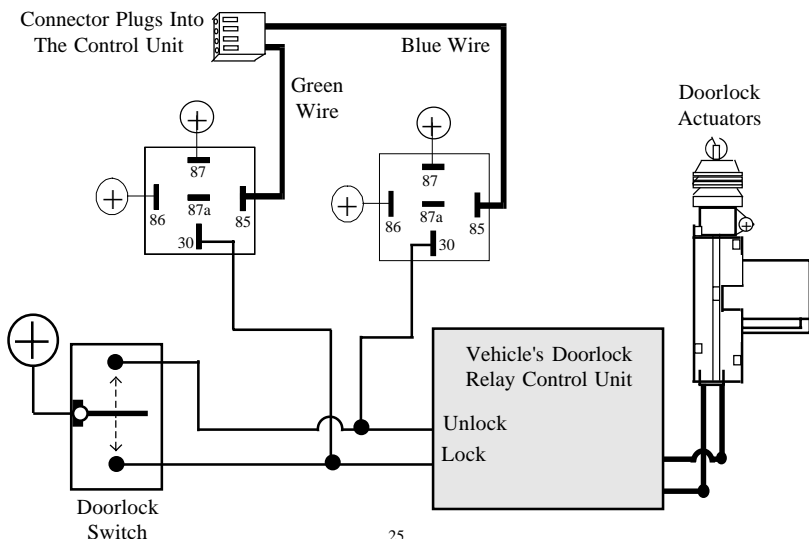 Connector Plugs Into
The Control Unit
Blue Wire
Green
Wire
Doorlock
Actuators
87
86
87a
85
30
87
86
87a
85
30
Vehicle's Doorlock
Relay Control Unit
Unlock
Lock
Doorlock
Switch
25